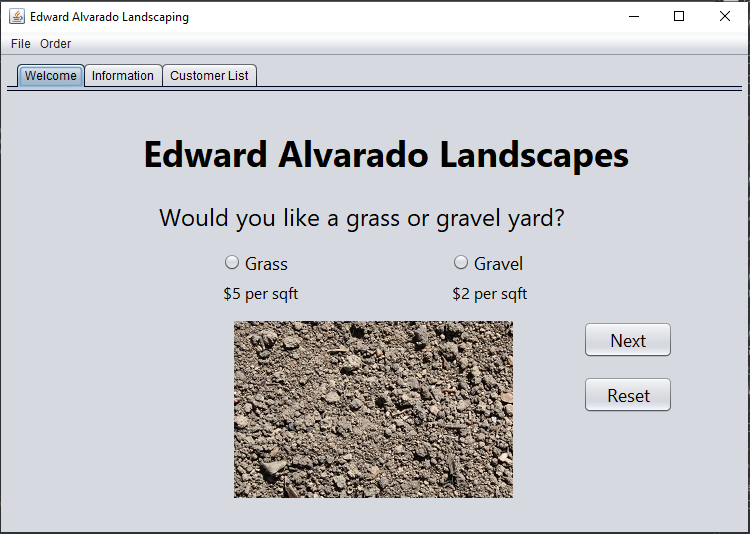 Edward Alvarado Landscaping
File Order
Welcome Information Customer List
Edward Alvarado Landscapes
Would you like a grass or gravel yard?
Grass Gravel
$5 per sqft $2 per sqft
Next
Reset